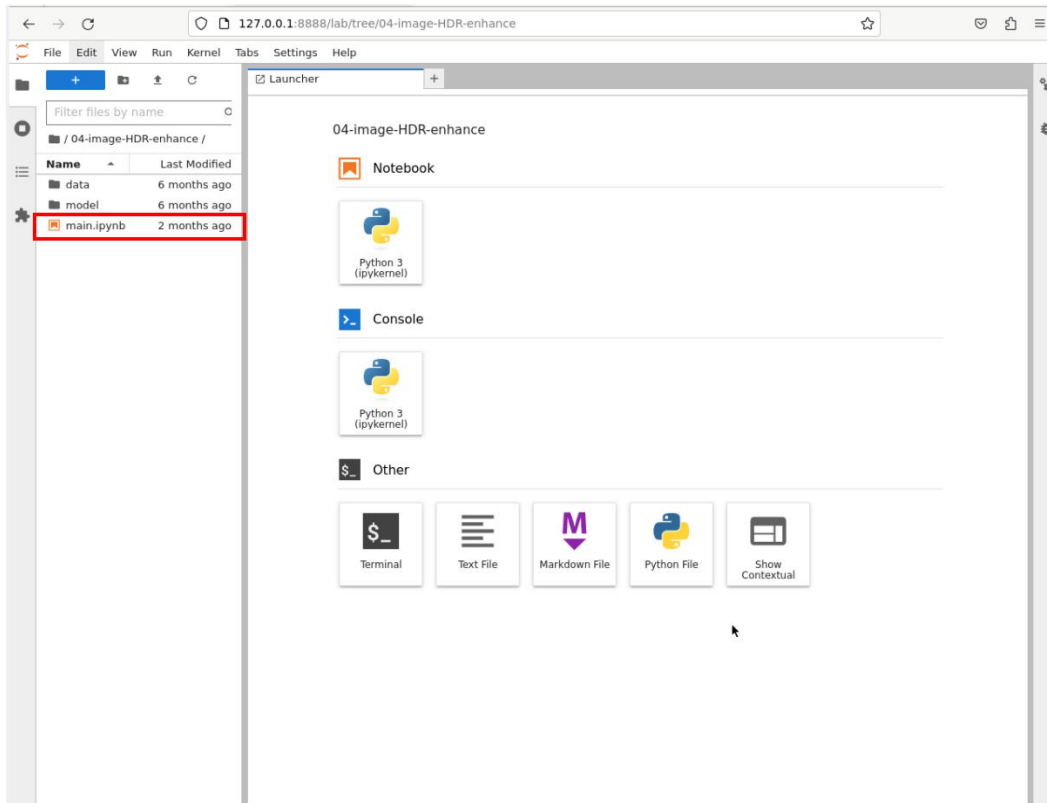 127.0.0.1:8888/lab/tree/04-image-HDR-enhance
File Edit View Run Kernel Tabs Settings Help
+
Launcher
+
Filter files by name
/ 04-image-HDR-enhance /
Name Last Modified
data 6 months ago
model 6 months ago
main.ipynb 2 months ago
04-image-HDR-enhance
Notebook
Python 3
(ipykernel)
>_ Console
Python 3
(ipykernel)
$_ Other
$_
Terminal
Text File
M
Markdown File
Python File
Show
Contextual